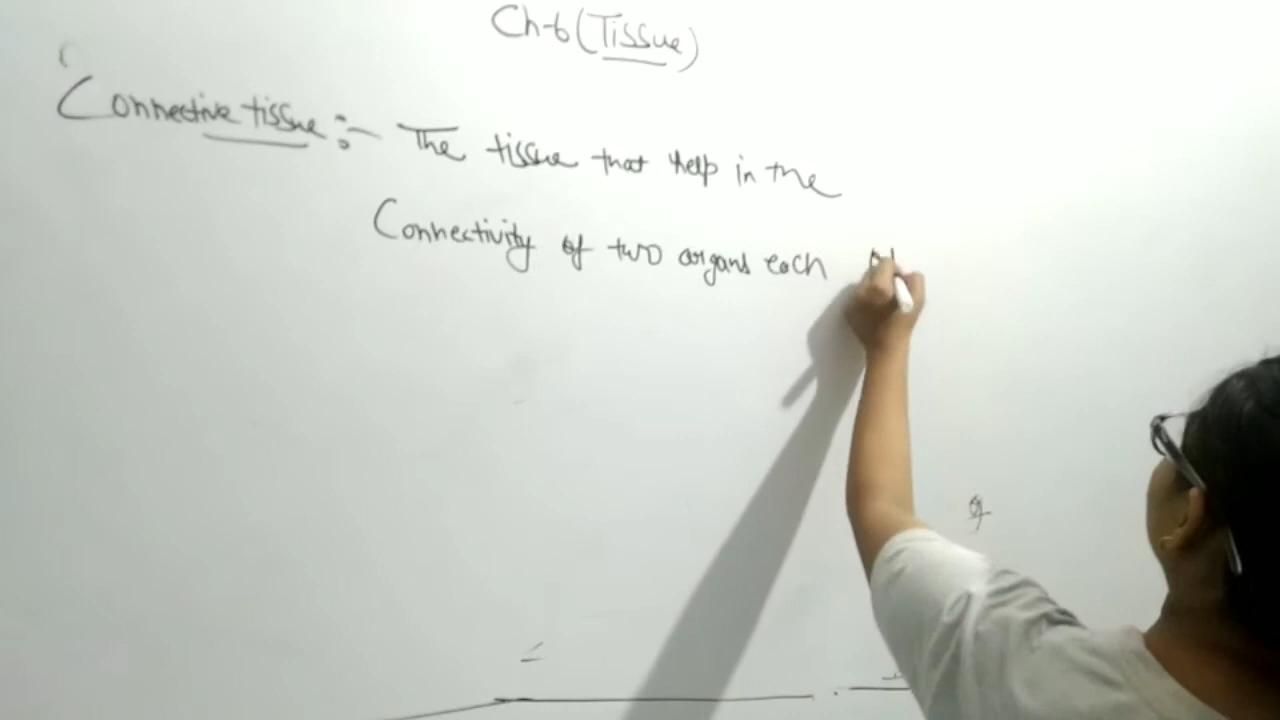 Ch-6 (Tissue)
Connective tissue :- The tissue that help in the
Connectivity of two organs each